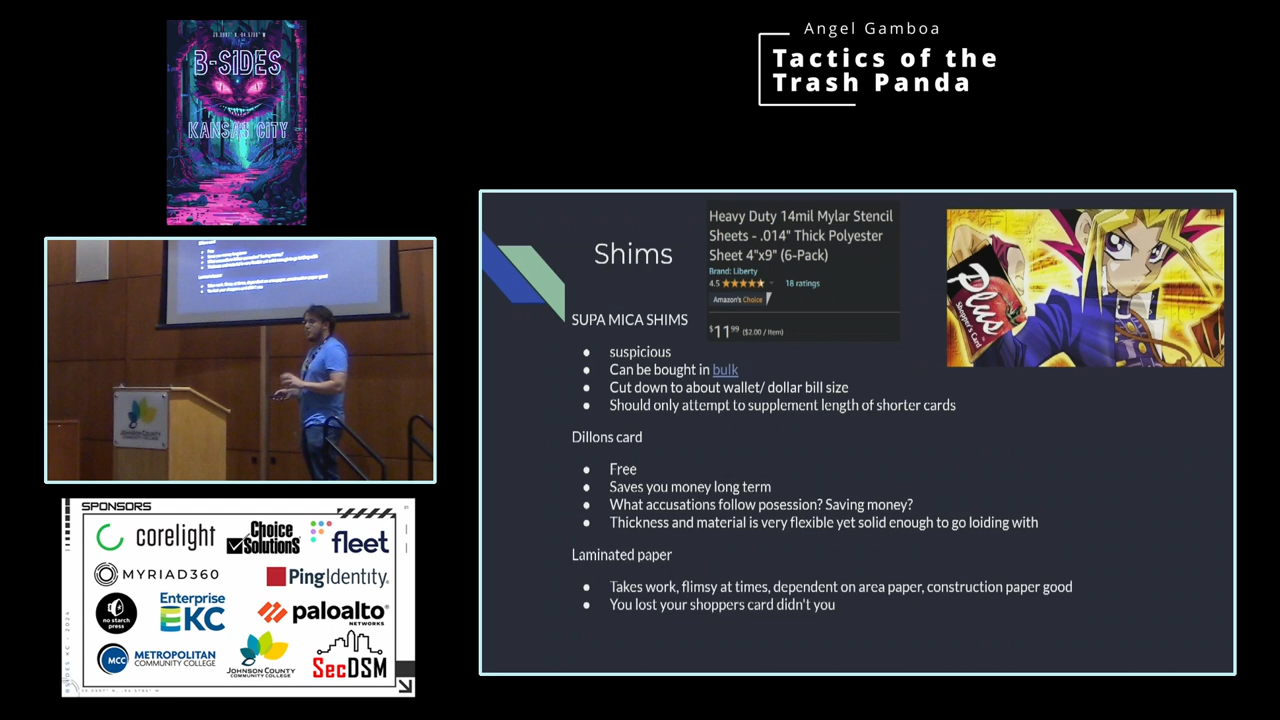 Angel Gamboa
Tactics of the
Trash Panda
B-SIDES
KANSAS CITY
JOHNSON COUNTY
COMMUNITY COLLEGE
SPONSORS
corelight
Choice
Solutions
fleet
MYRIAD360
PingIdentity
no starch
press
Enterprise
KC
paloalto
NETWORKS
MCC
METROPOLITAN
COMMUNITY COLLEGE
JOHNSON COUNTY
COMMUNITY COLLEGE
SecDSM
Shims
Heavy Duty 14mil Mylar Stencil
Sheets - .014" Thick Polyester
Sheet 4"x9" (6-Pack)
Brand: Liberty
4.5
18 ratings
Amazon's Choice
$11.99 ($2.00 / Item)
Plus
Shopper's Card
SUPA MICA SHIMS
● suspicious
● Can be bought in bulk
● Cut down to about wallet/ dollar bill size
● Should only attempt to supplement length of shorter cards
Dillons card
● Free
● Saves you money long term
● What accusations follow posession? Saving money?
● Thickness and material is very flexible yet solid enough to go loiding with
Laminated paper
● Takes work, flimsy at times, dependent on area paper, construction paper good
● You lost your shoppers card didn't you